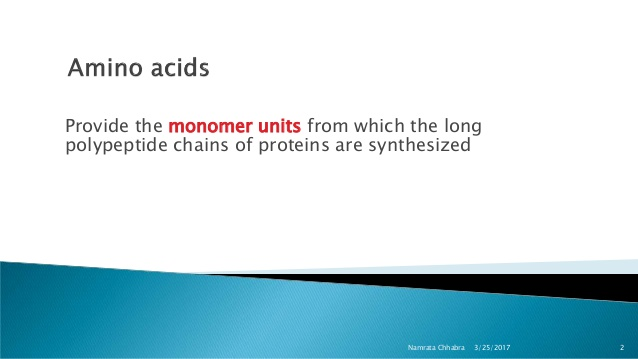 Amino acids
Provide the monomer units from which the long
polypeptide chains of proteins are synthesized
Namrata Chhabra 3/25/2017 2